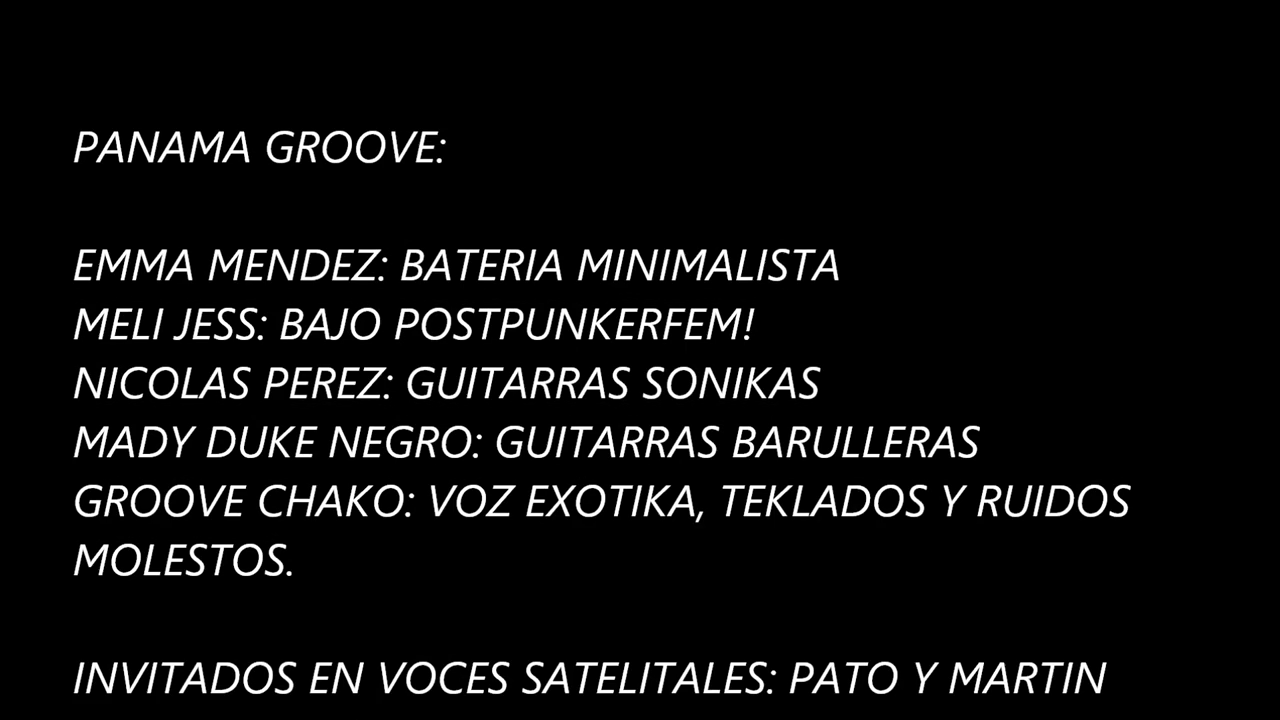 PANAMA GROOVE:
EMMA MENDEZ: BATERIA MINIMALISTA
MELI JESS: BAJO POSTPUNKERFEM!
NICOLAS PEREZ: GUITARRAS SONIKAS
MADY DUKE NEGRO: GUITARRAS BARULLERAS
GROOVE CHAKO: VOZ EXOTIKA, TEKLADOS Y RUIDOS
MOLESTOS.
INVITADOS EN VOCES SATELITALES: PATO Y MARTIN